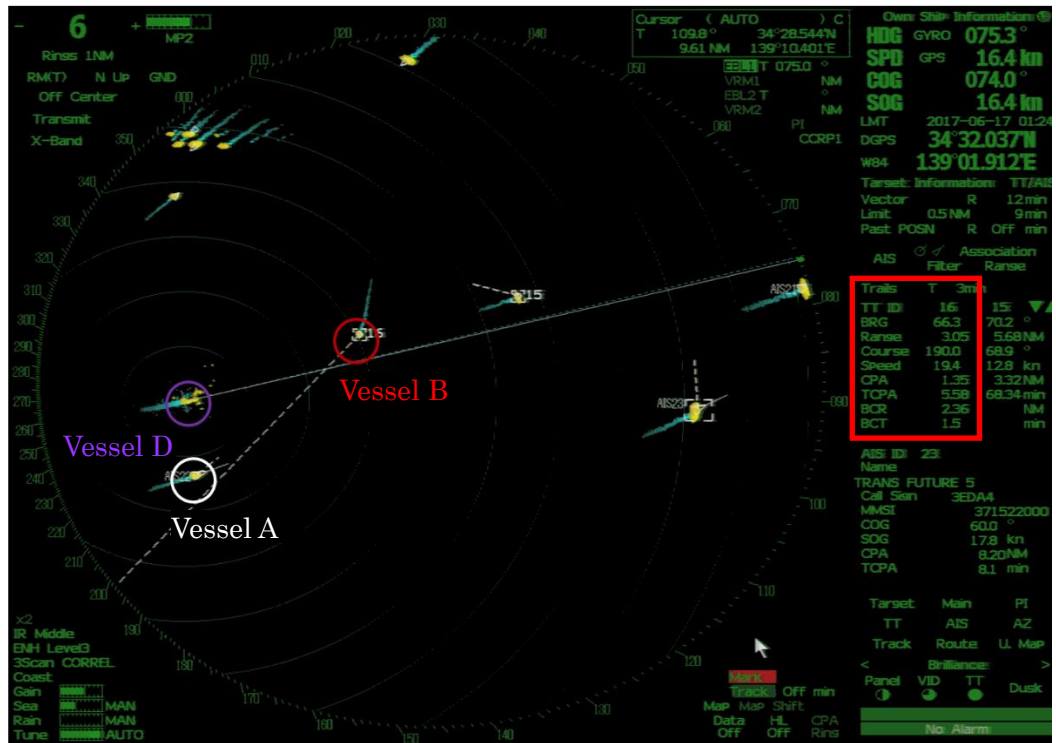 - 6 +
MP2
Rings 1NM
RM(T) N Up GND
Off Center
Transmit
X-Band
Cursor ( AUTO ) C
T 109.8° 34°28.544'N
9.61 NM 139°10.401'E
EBL1 T 075.0 °
VRM1 NM
EBL2 T °
VRM2 NM
PI
CCRP1
Own Ship Information
HDG GYRO 075.3°
SPD GPS 16.4 kn
COG 074.0°
SOG 16.4 kn
LMT 2017-06-17 01:24
DGPS 34°32.037'N
W84 139°01.912'E
Target Information TT/AIS
Vector R 12 min
Limit 0.5 NM 9 min
Past POSN R Off min
AIS Association
Filter Range
Trails T 3min
TT ID 16 15
BRG 66.3 70.2 °
Range 3.05 5.68 NM
Course 190.0 68.9 °
Speed 19.4 12.8 kn
CPA 1.35 3.32 NM
TCPA 5.58 68.34 min
BCR 2.36 NM
BCT 1.5 min
AIS ID 23
Name
TRANS FUTURE 5
Call Sign 3EDA4
MMSI 371522000
COG 60.0 °
SOG 17.8 kn
CPA 8.20 NM
TCPA 8.1 min
Target Main PI
TT AIS AZ
Track Route U. Map
< Brilliance >
Panel VID TT
Dusk
No Alarm
000
010
030
050
060
070
080
090
100
110
120
130
140
150
160
170
180
190
200
210
220
230
240
270
280
290
300
310
320
330
340
350
AIS23
Vessel B
Vessel D
Vessel A
x2
IR Middle
ENH Level3
3Scan CORREL
Coast
Gain
Sea MAN
Rain MAN
Tune AUTO
Mark
Track Off min
Map Map Shift
Data HL CPA
Off Off Ring